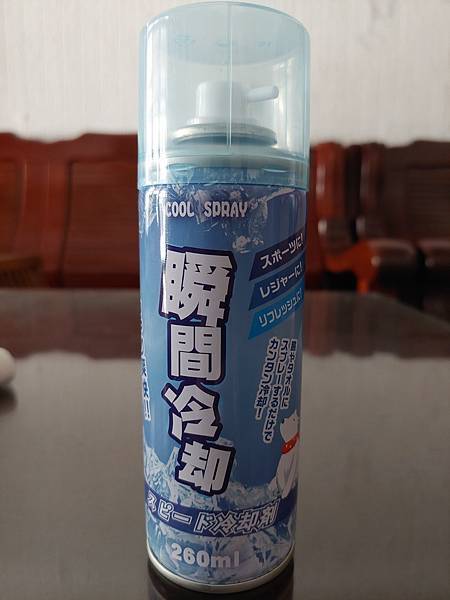 COOL SPRAY
瞬間冷却
スポーツに!
レジャーに!
リフレッシュに!
スプレーするだけで
カンタン冷却!
スピード冷却剤
260ml